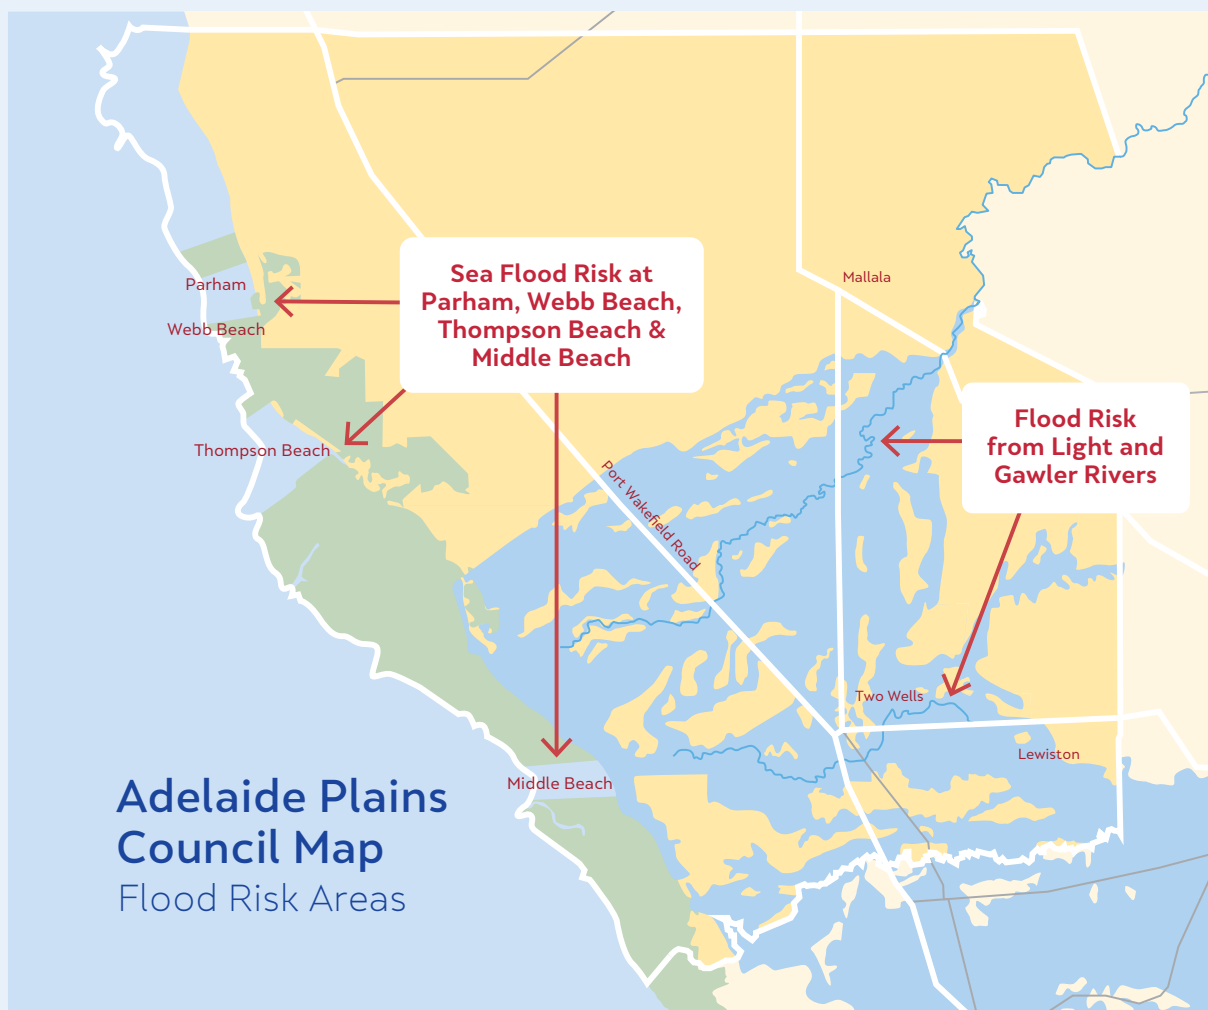 Sea Flood Risk at
Parham, Webb Beach,
Thompson Beach &
Middle Beach
Mallala
Parham
Webb Beach
Flood Risk
from Light and
Gawler Rivers
Thompson Beach
Port Wakefield Road
Two Wells
Lewiston
Middle Beach
Adelaide Plains
Council Map
Flood Risk Areas